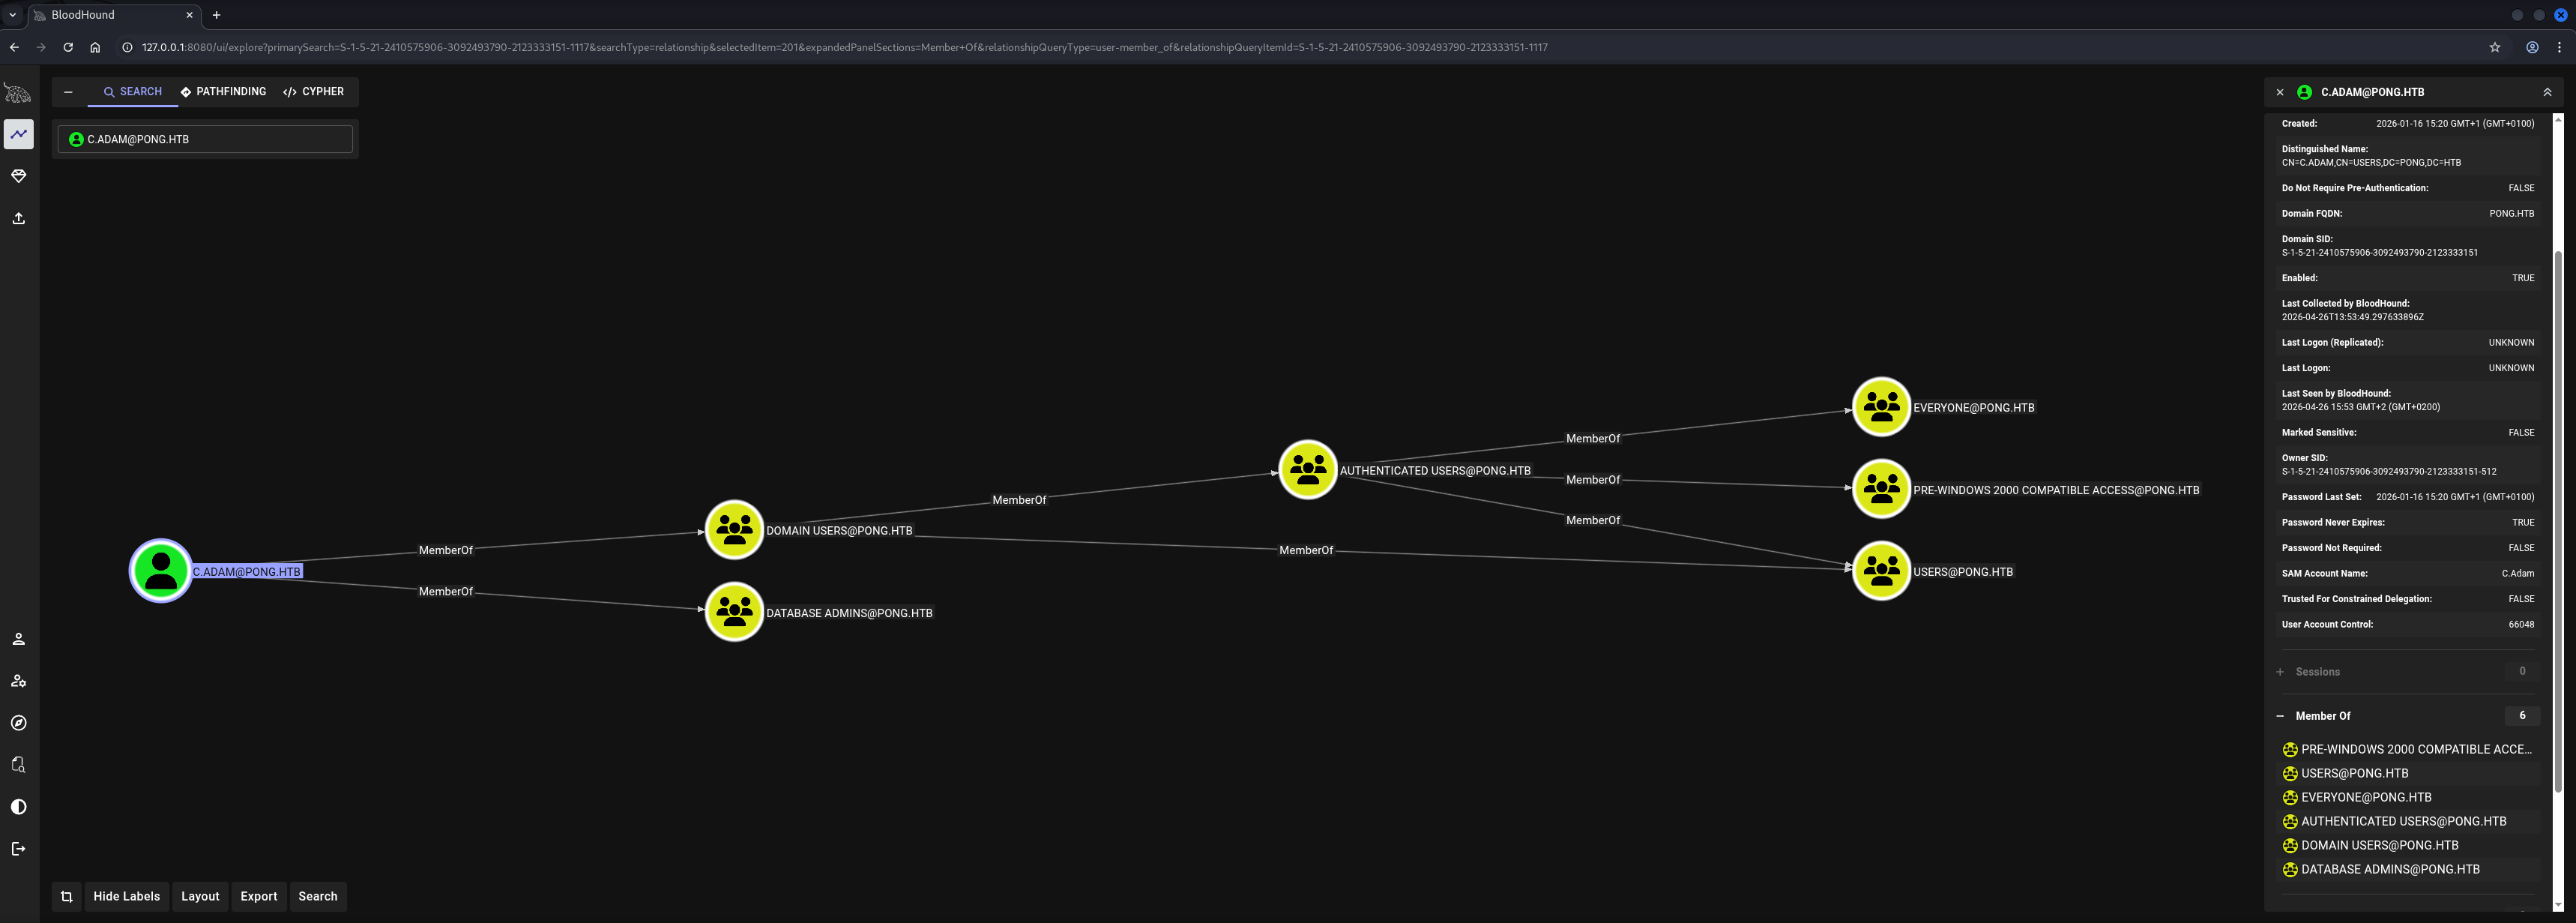 BloodHound
127.0.0.1:8080/ui/explore?primarySearch=S-1-5-21-2410575906-3092493790-2123333151-1117&searchType=relationship&selectedItem=201&expandedPanelSections=Member+Of&relationshipQueryType=user-member_of&relationshipQueryItemId=S-1-5-21-2410575906-3092493790-2123333151-1117
SEARCH PATHFINDING CYPHER
C.ADAM@PONG.HTB
MemberOf
EVERYONE@PONG.HTB
AUTHENTICATED USERS@PONG.HTB
MemberOf
PRE-WINDOWS 2000 COMPATIBLE ACCESS@PONG.HTB
MemberOf
MemberOf
DOMAIN USERS@PONG.HTB
MemberOf
MemberOf
C.ADAM@PONG.HTB
USERS@PONG.HTB
MemberOf
DATABASE ADMINS@PONG.HTB
Hide Labels Layout Export Search
C.ADAM@PONG.HTB
Created: 2026-01-16 15:20 GMT+1 (GMT+0100)
Distinguished Name:
CN=C.ADAM,CN=USERS,DC=PONG,DC=HTB
Do Not Require Pre-Authentication: FALSE
Domain FQDN: PONG.HTB
Domain SID:
S-1-5-21-2410575906-3092493790-2123333151
Enabled: TRUE
Last Collected by BloodHound:
2026-04-26T13:53:49.297633896Z
Last Logon (Replicated): UNKNOWN
Last Logon: UNKNOWN
Last Seen by BloodHound:
2026-04-26 15:53 GMT+2 (GMT+0200)
Marked Sensitive: FALSE
Owner SID:
S-1-5-21-2410575906-3092493790-2123333151-512
Password Last Set: 2026-01-16 15:20 GMT+1 (GMT+0100)
Password Never Expires: TRUE
Password Not Required: FALSE
SAM Account Name: C.Adam
Trusted For Constrained Delegation: FALSE
User Account Control: 66048
Sessions 0
Member Of 6
PRE-WINDOWS 2000 COMPATIBLE ACCE...
USERS@PONG.HTB
EVERYONE@PONG.HTB
AUTHENTICATED USERS@PONG.HTB
DOMAIN USERS@PONG.HTB
DATABASE ADMINS@PONG.HTB